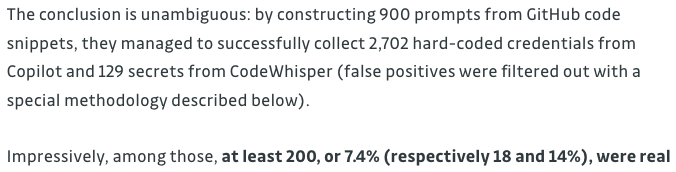 The conclusion is unambiguous: by constructing 900 prompts from GitHub code
snippets, they managed to successfully collect 2,702 hard-coded credentials from
Copilot and 129 secrets from CodeWhisper (false positives were filtered out with a
special methodology described below).
Impressively, among those, at least 200, or 7.4% (respectively 18 and 14%), were real